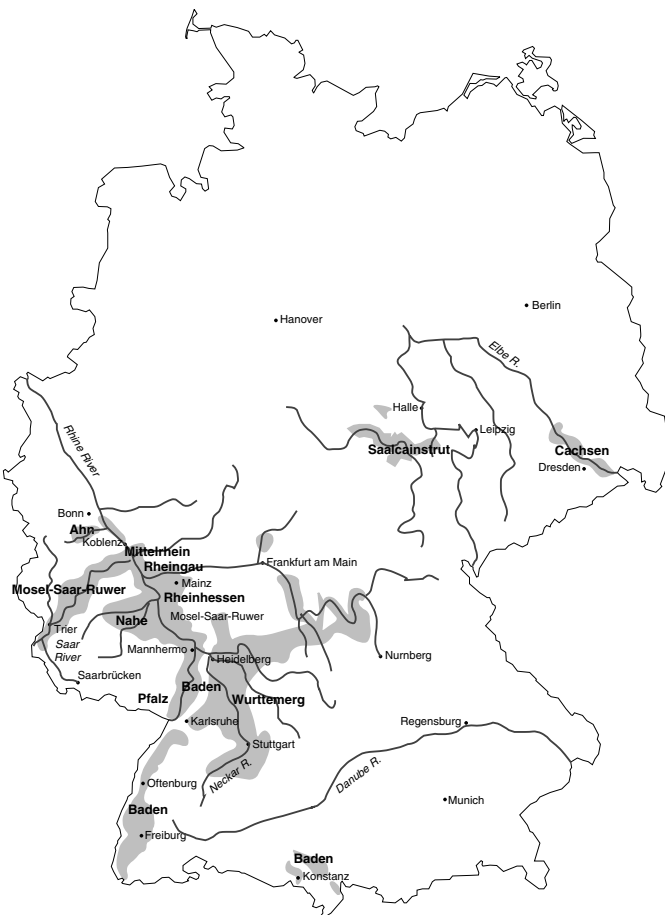 Berlin
Hanover
Elbe R.
Halle
Leipzig
Rhine River
Saalcainstrut
Cachsen
Dresden
Bonn
Ahn
Koblenz
Mittelrhein
Rheingau
Frankfurt am Main
Mainz
Mosel-Saar-Ruwer
Rheinhessen
Nahe
Mosel-Saar-Ruwer
Trier
Saar
River
Mannhermo
Heidelberg
Nurnberg
Saarbrücken
Baden
Pfalz
Wurttemerg
Karlsruhe
Regensburg
Stuttgart
Neckar R.
Danube R.
Oftenburg
Munich
Baden
Freiburg
Baden
Konstanz